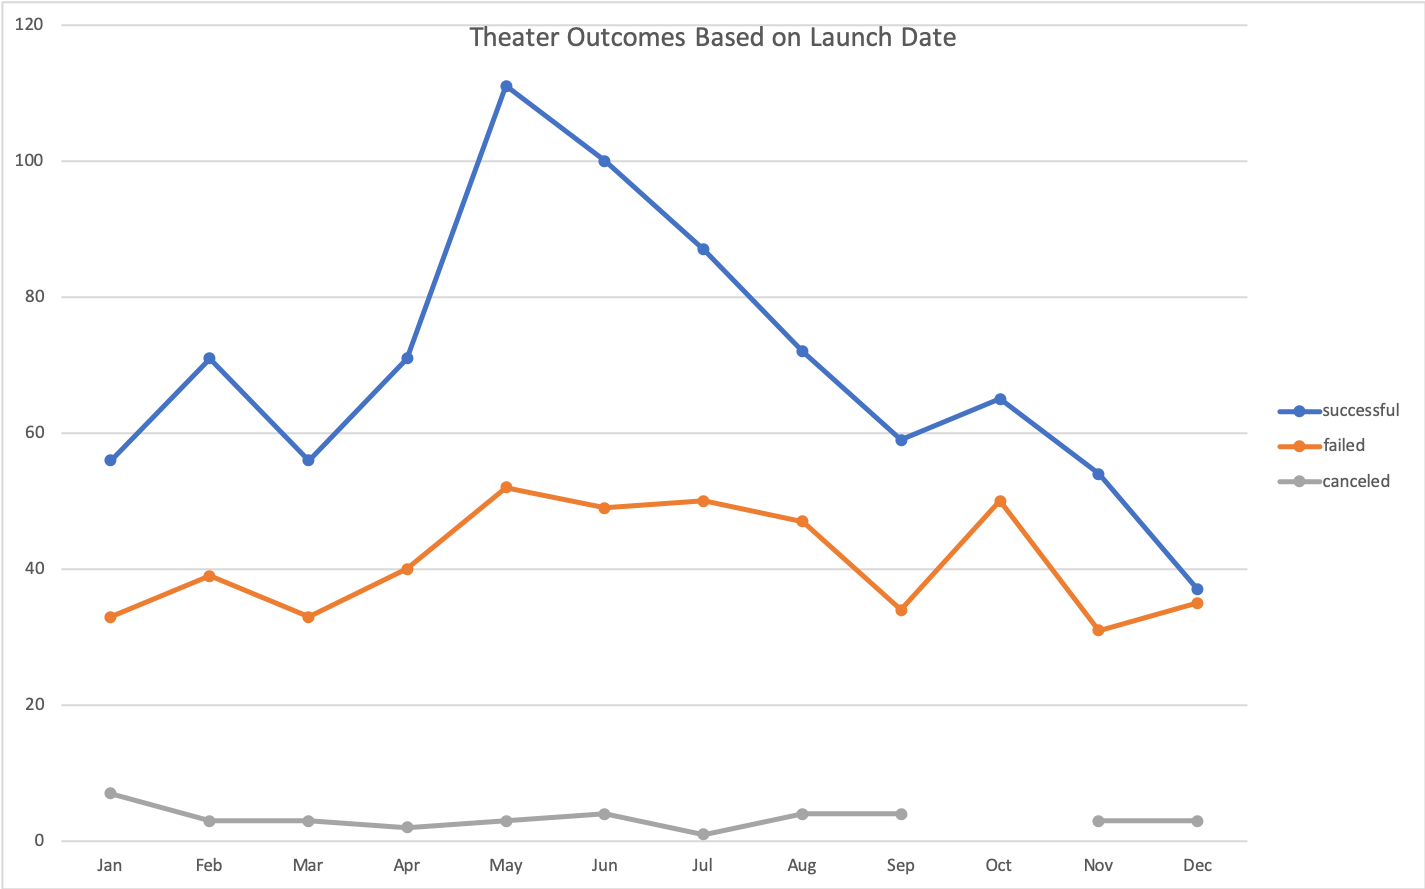 Theater Outcomes Based on Launch Date
120
100
80
60
40
20
0
Jan Feb Mar Apr May Jun Jul Aug Sep Oct Nov Dec
successful
failed
canceled